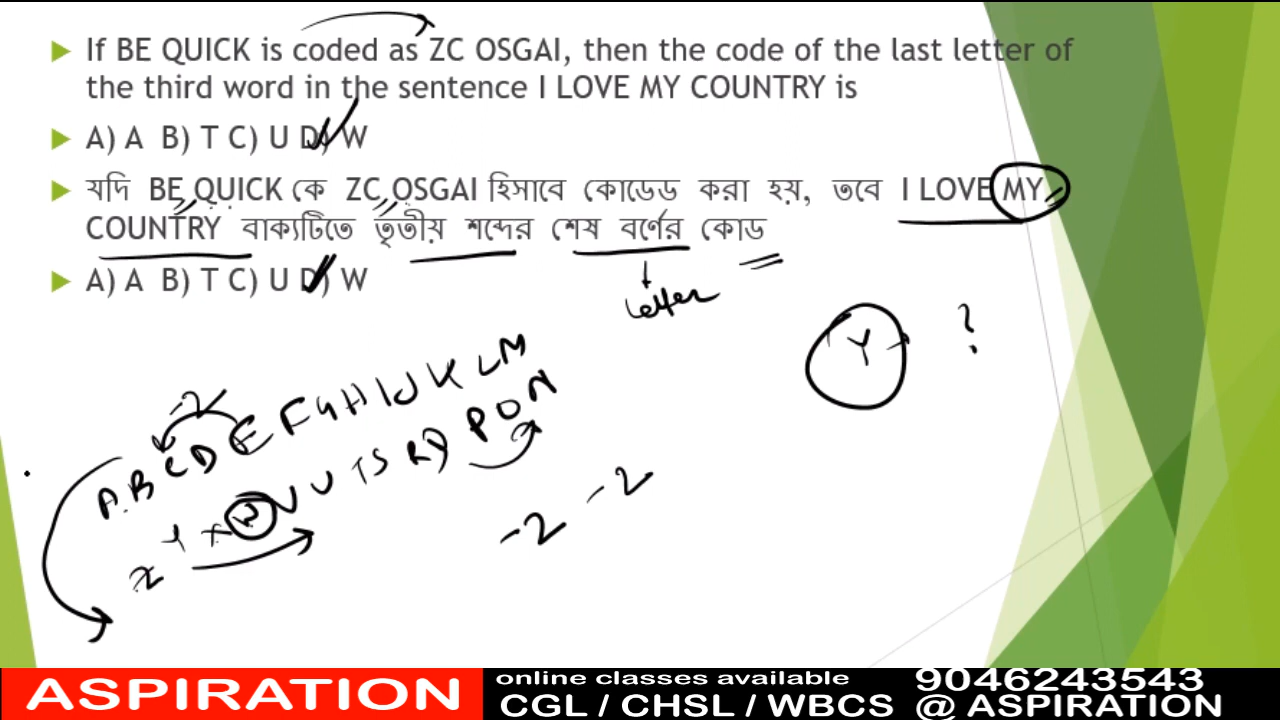 If BE QUICK is coded as ZC OSGAI, then the code of the last letter of
the third word in the sentence I LOVE MY COUNTRY is
A) A B) T C) U D) W
যদি BE QUICK কে ZC OSGAI হিসাবে কোডেড করা হয়, তবে I LOVE MY
COUNTRY বাক্যটিতে তৃতীয় শব্দের শেষ বর্ণের কোড
A) A B) T C) U D) W
letter
Y ?
-2
A B C D E F G H I J K L M
Z Y X W V U T S R Q P O N
-2 -2
ASPIRATION
online classes available
CGL / CHSL / WBCS
9046243543
@ ASPIRATION